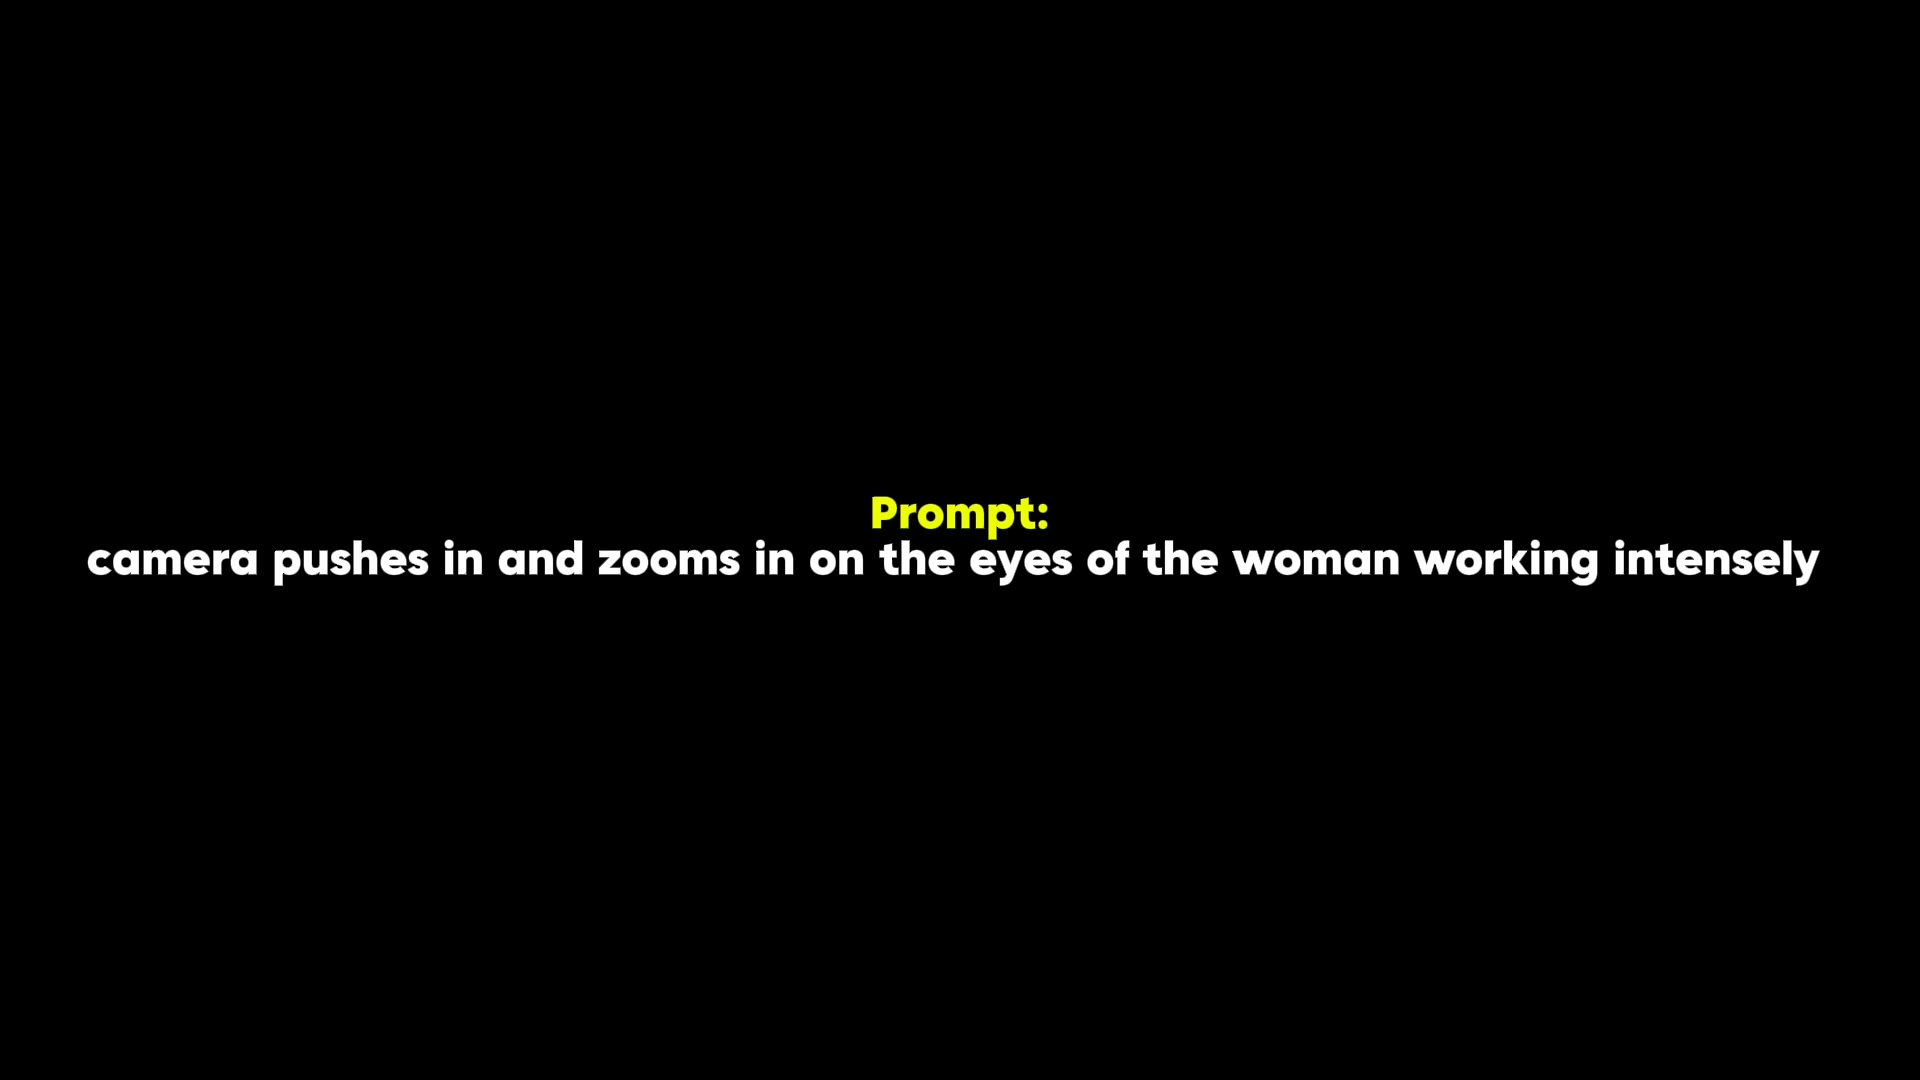 Prompt:
camera pushes in and zooms in on the eyes of the woman working intensely